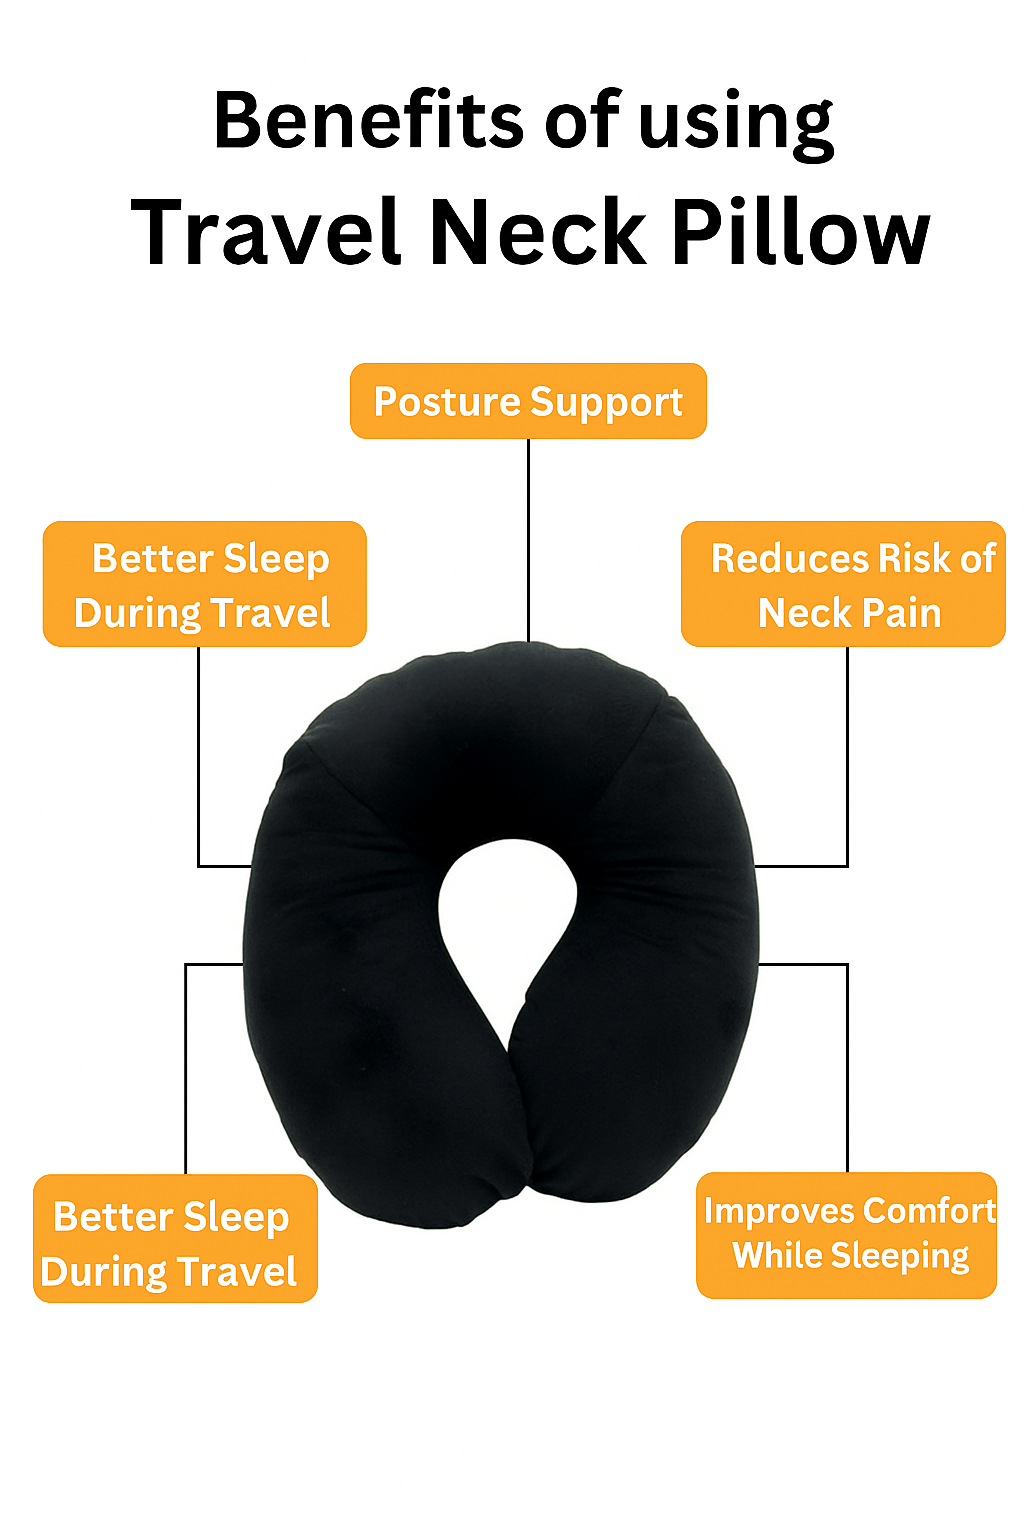 Benefits of using
Travel Neck Pillow
Posture Support
Better Sleep
During Travel
Reduces Risk of
Neck Pain
Better Sleep
During Travel
Improves Comfort
While Sleeping